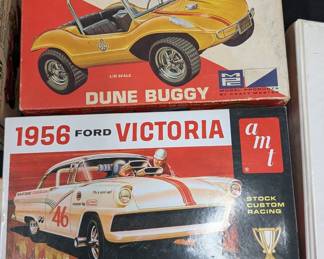 1/25 SCALE
DUNE BUGGY
MPC
1956 FORD VICTORIA
amt
46
STOCK
CUSTOM
RACING